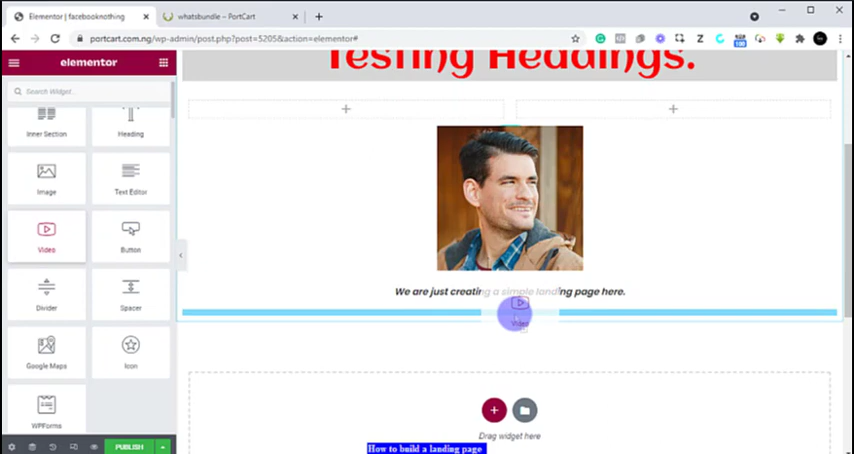 Elementor | facebooknothing
whatsbundle – PortCart
portcart.com.ng/wp-admin/post.php?post=5205&action=elementor#
elementor
Search Widget...
Inner Section
Heading
Image
Text Editor
Video
Button
Divider
Spacer
Google Maps
Icon
WPForms
PUBLISH
Testing Headings.
We are just creating a simple landing page here.
Video
Drag widget here
How to build a landing page